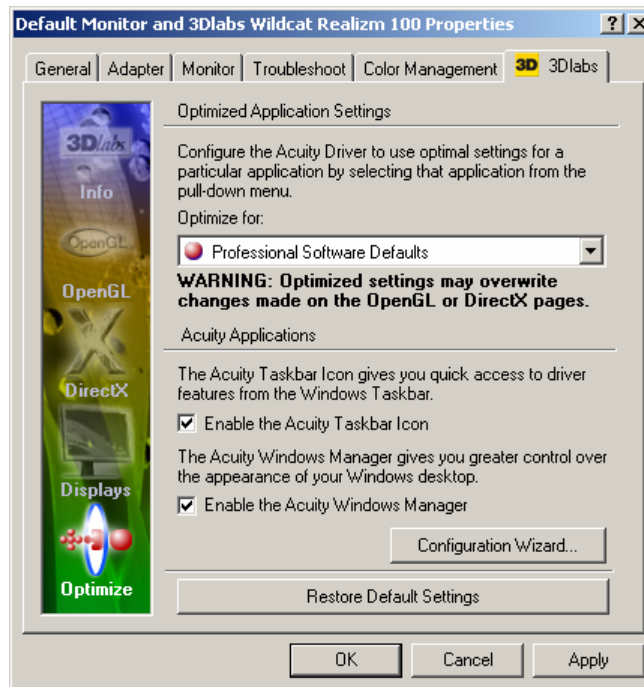 Default Monitor and 3Dlabs Wildcat Realizm 100 Properties
General Adapter Monitor Troubleshoot Color Management 3D 3Dlabs
3Dlabs
Info
OpenGL
OpenGL
DirectX
Displays
Optimize
Optimized Application Settings
Configure the Acuity Driver to use optimal settings for a
particular application by selecting that application from the
pull-down menu.
Optimize for:
Professional Software Defaults
WARNING: Optimized settings may overwrite
changes made on the OpenGL or DirectX pages.
Acuity Applications
The Acuity Taskbar Icon gives you quick access to driver
features from the Windows Taskbar.
Enable the Acuity Taskbar Icon
The Acuity Windows Manager gives you greater control over
the appearance of your Windows desktop.
Enable the Acuity Windows Manager
Configuration Wizard...
Restore Default Settings
OK Cancel Apply